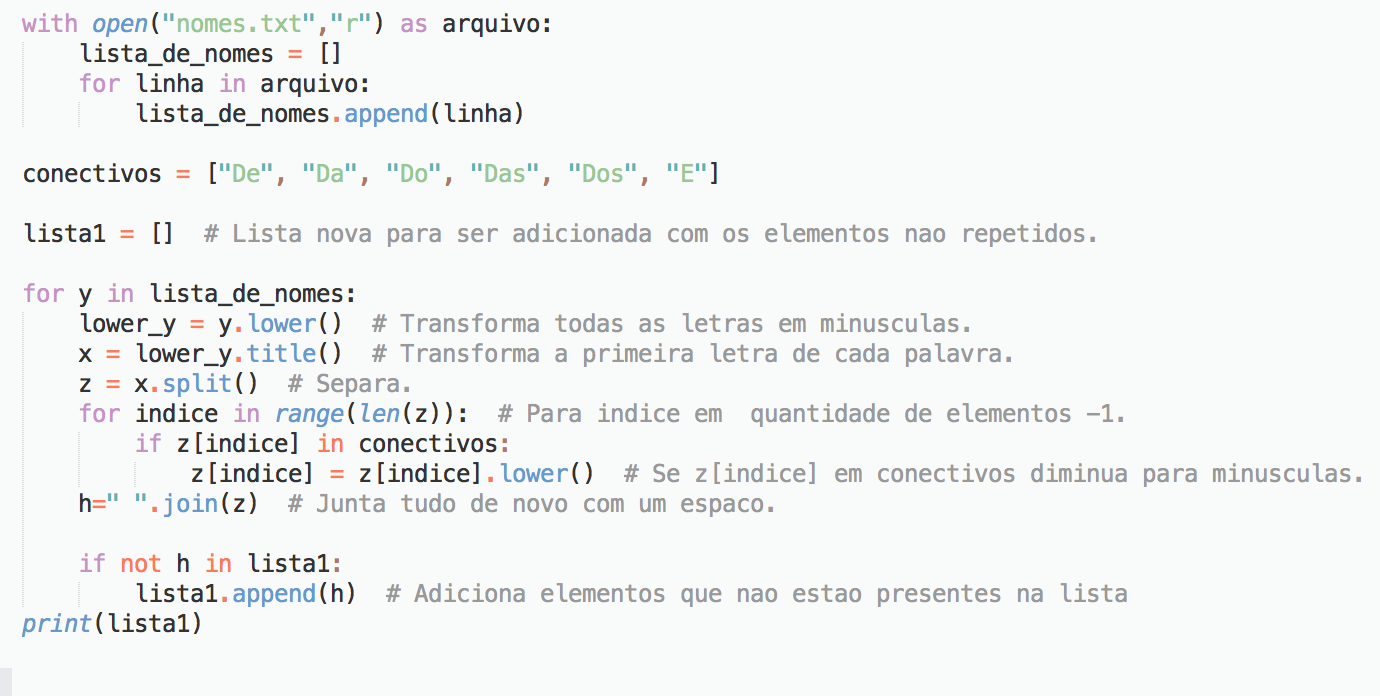 with open("nomes.txt","r") as arquivo:
    lista_de_nomes = []
    for linha in arquivo:
        lista_de_nomes.append(linha)

conectivos = ["De", "Da", "Do", "Das", "Dos", "E"]

lista1 = []  # Lista nova para ser adicionada com os elementos nao repetidos.

for y in lista_de_nomes:
    lower_y = y.lower()  # Transforma todas as letras em minusculas.
    x = lower_y.title()  # Transforma a primeira letra de cada palavra.
    z = x.split()  # Separa.
    for indice in range(len(z)):  # Para indice em  quantidade de elementos -1.
        if z[indice] in conectivos:
            z[indice] = z[indice].lower()  # Se z[indice] em conectivos diminua para minusculas.
    h=" ".join(z)  # Junta tudo de novo com um espaco.

    if not h in lista1:
        lista1.append(h)  # Adiciona elementos que nao estao presentes na lista
print(lista1)